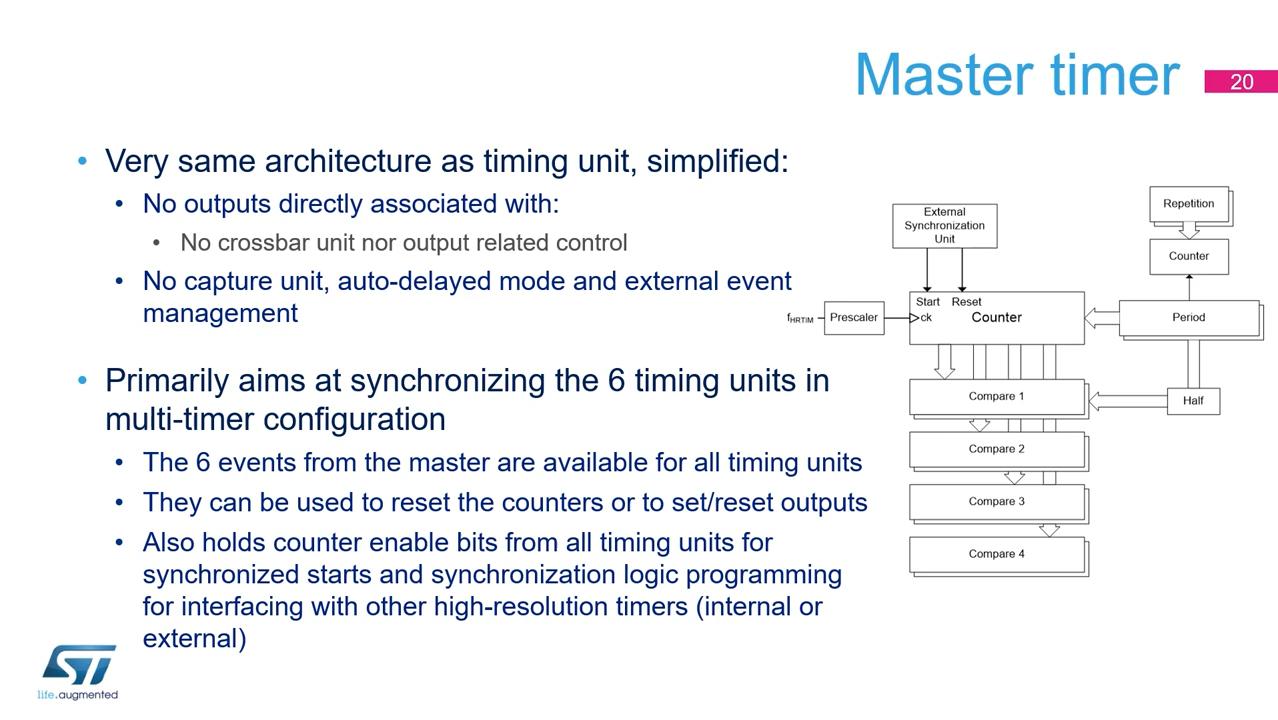 Master timer
20
• Very same architecture as timing unit, simplified:
• No outputs directly associated with:
• No crossbar unit nor output related control
• No capture unit, auto-delayed mode and external event
management
• Primarily aims at synchronizing the 6 timing units in
multi-timer configuration
• The 6 events from the master are available for all timing units
• They can be used to reset the counters or to set/reset outputs
• Also holds counter enable bits from all timing units for
synchronized starts and synchronization logic programming
for interfacing with other high-resolution timers (internal or
external)
External
Synchronization
Unit
Repetition
Counter
Start Reset
fHRTIM
Prescaler
ck
Counter
Period
Compare 1
Half
Compare 2
Compare 3
Compare 4
ST
life.augmented